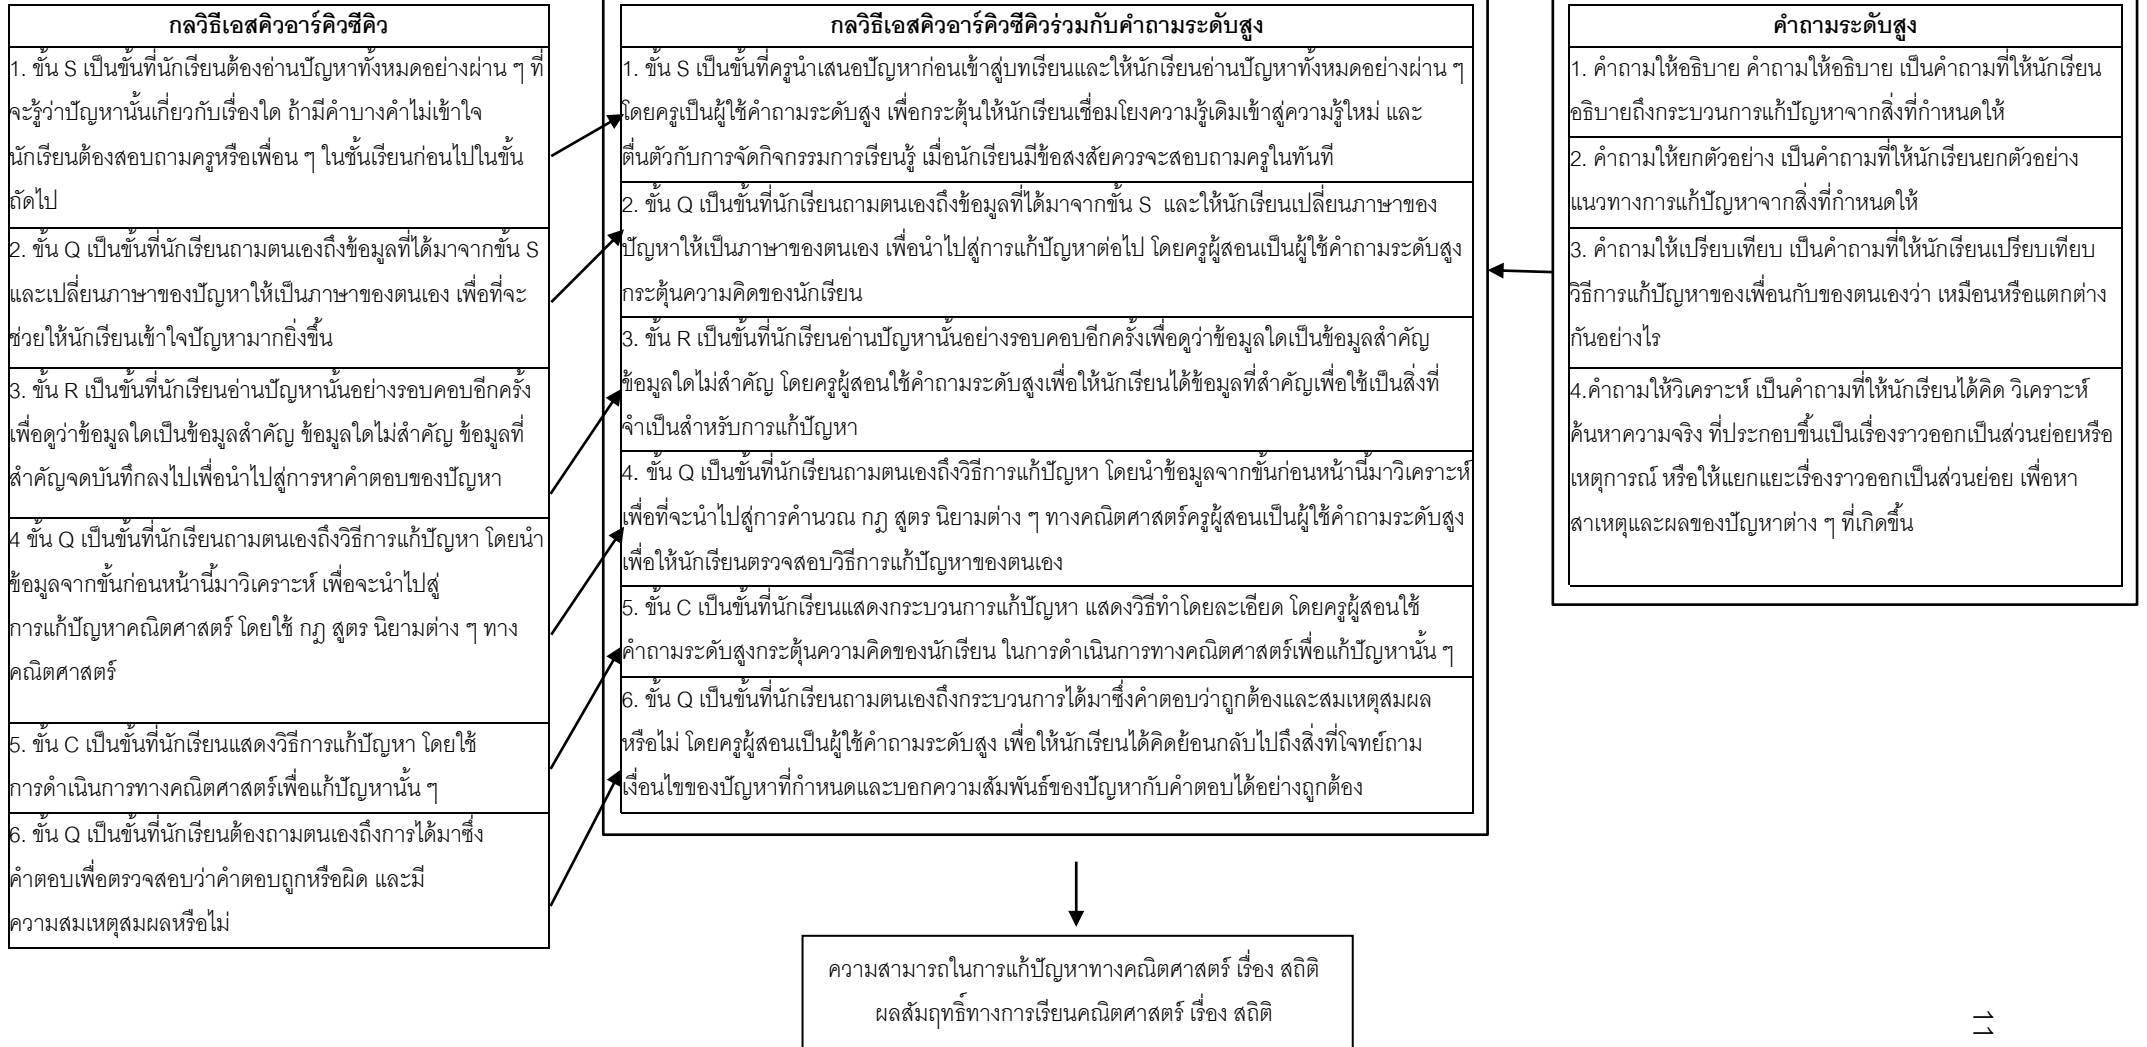 กลวิธีเอสคิวอาร์คิวซีคิว
1. ขั้น S เป็นขั้นที่นักเรียนต้องอ่านปัญหาทั้งหมดอย่างผ่าน ๆ ที่
จะรู้ว่าปัญหานั้นเกี่ยวกับเรื่องใด ถ้ามีคำบางคำไม่เข้าใจ
นักเรียนต้องสอบถามครูหรือเพื่อน ๆ ในชั้นเรียนก่อนไปในขั้น
ถัดไป
2. ขั้น Q เป็นขั้นที่นักเรียนถามตนเองถึงข้อมูลที่ได้มาจากขั้น S
และเปลี่ยนภาษาของปัญหาให้เป็นภาษาของตนเอง เพื่อที่จะ
ช่วยให้นักเรียนเข้าใจปัญหามากยิ่งขึ้น
3. ขั้น R เป็นขั้นที่นักเรียนอ่านปัญหานั้นอย่างรอบคอบอีกครั้ง
เพื่อดูว่าข้อมูลใดเป็นข้อมูลสำคัญ ข้อมูลใดไม่สำคัญ ข้อมูลที่
สำคัญจดบันทึกลงไปเพื่อนำไปสู่การหาคำตอบของปัญหา
4 ขั้น Q เป็นขั้นที่นักเรียนถามตนเองถึงวิธีการแก้ปัญหา โดยนำ
ข้อมูลจากขั้นก่อนหน้านี้มาวิเคราะห์ เพื่อจะนำไปสู่
การแก้ปัญหาคณิตศาสตร์ โดยใช้ กฎ สูตร นิยามต่าง ๆ ทาง
คณิตศาสตร์
5. ขั้น C เป็นขั้นที่นักเรียนแสดงวิธีการแก้ปัญหา โดยใช้
การดำเนินการทางคณิตศาสตร์เพื่อแก้ปัญหานั้น ๆ
6. ขั้น Q เป็นขั้นที่นักเรียนต้องถามตนเองถึงการได้มาซึ่ง
คำตอบเพื่อตรวจสอบว่าคำตอบถูกหรือผิด และมี
ความสมเหตุสมผลหรือไม่
กลวิธีเอสคิวอาร์คิวซีคิวร่วมกับคำถามระดับสูง
1. ขั้น S เป็นขั้นที่ครูนำเสนอปัญหาก่อนเข้าสู่บทเรียนและให้นักเรียนอ่านปัญหาทั้งหมดอย่างผ่าน ๆ
โดยครูเป็นผู้ใช้คำถามระดับสูง เพื่อกระตุ้นให้นักเรียนเชื่อมโยงความรู้เดิมเข้าสู่ความรู้ใหม่ และ
ตื่นตัวกับการจัดกิจกรรมการเรียนรู้ เมื่อนักเรียนมีข้อสงสัยควรจะสอบถามครูในทันที
2. ขั้น Q เป็นขั้นที่นักเรียนถามตนเองถึงข้อมูลที่ได้มาจากขั้น S และให้นักเรียนเปลี่ยนภาษาของ
ปัญหาให้เป็นภาษาของตนเอง เพื่อนำไปสู่การแก้ปัญหาต่อไป โดยครูผู้สอนเป็นผู้ใช้คำถามระดับสูง
กระตุ้นความคิดของนักเรียน
3. ขั้น R เป็นขั้นที่นักเรียนอ่านปัญหานั้นอย่างรอบคอบอีกครั้งเพื่อดูว่าข้อมูลใดเป็นข้อมูลสำคัญ
ข้อมูลใดไม่สำคัญ โดยครูผู้สอนใช้คำถามระดับสูงเพื่อให้นักเรียนได้ข้อมูลที่สำคัญเพื่อใช้เป็นสิ่งที่
จำเป็นสำหรับการแก้ปัญหา
4. ขั้น Q เป็นขั้นที่นักเรียนถามตนเองถึงวิธีการแก้ปัญหา โดยนำข้อมูลจากขั้นก่อนหน้านี้มาวิเคราะห์
เพื่อที่จะนำไปสู่การคำนวณ กฎ สูตร นิยามต่าง ๆ ทางคณิตศาสตร์ครูผู้สอนเป็นผู้ใช้คำถามระดับสูง
เพื่อให้นักเรียนตรวจสอบวิธีการแก้ปัญหาของตนเอง
5. ขั้น C เป็นขั้นที่นักเรียนแสดงกระบวนการแก้ปัญหา แสดงวิธีทำโดยละเอียด โดยครูผู้สอนใช้
คำถามระดับสูงกระตุ้นความคิดของนักเรียน ในการดำเนินการทางคณิตศาสตร์เพื่อแก้ปัญหานั้น ๆ
6. ขั้น Q เป็นขั้นที่นักเรียนถามตนเองถึงกระบวนการได้มาซึ่งคำตอบว่าถูกต้องและสมเหตุสมผล
หรือไม่ โดยครูผู้สอนเป็นผู้ใช้คำถามระดับสูง เพื่อให้นักเรียนได้คิดย้อนกลับไปถึงสิ่งที่โจทย์ถาม
เงื่อนไขของปัญหาที่กำหนดและบอกความสัมพันธ์ของปัญหากับคำตอบได้อย่างถูกต้อง
คำถามระดับสูง
1. คำถามให้อธิบาย คำถามให้อธิบาย เป็นคำถามที่ให้นักเรียน
อธิบายถึงกระบวนการแก้ปัญหาจากสิ่งที่กำหนดให้
2. คำถามให้ยกตัวอย่าง เป็นคำถามที่ให้นักเรียนยกตัวอย่าง
แนวทางการแก้ปัญหาจากสิ่งที่กำหนดให้
3. คำถามให้เปรียบเทียบ เป็นคำถามที่ให้นักเรียนเปรียบเทียบ
วิธีการแก้ปัญหาของเพื่อนกับของตนเองว่า เหมือนหรือแตกต่าง
กันอย่างไร
4.คำถามให้วิเคราะห์ เป็นคำถามที่ให้นักเรียนได้คิด วิเคราะห์
ค้นหาความจริง ที่ประกอบขึ้นเป็นเรื่องราวออกเป็นส่วนย่อยหรือ
เหตุการณ์ หรือให้แยกแยะเรื่องราวออกเป็นส่วนย่อย เพื่อหา
สาเหตุและผลของปัญหาต่าง ๆ ที่เกิดขึ้น
ความสามารถในการแก้ปัญหาทางคณิตศาสตร์ เรื่อง สถิติ
ผลสัมฤทธิ์ทางการเรียนคณิตศาสตร์ เรื่อง สถิติ
11